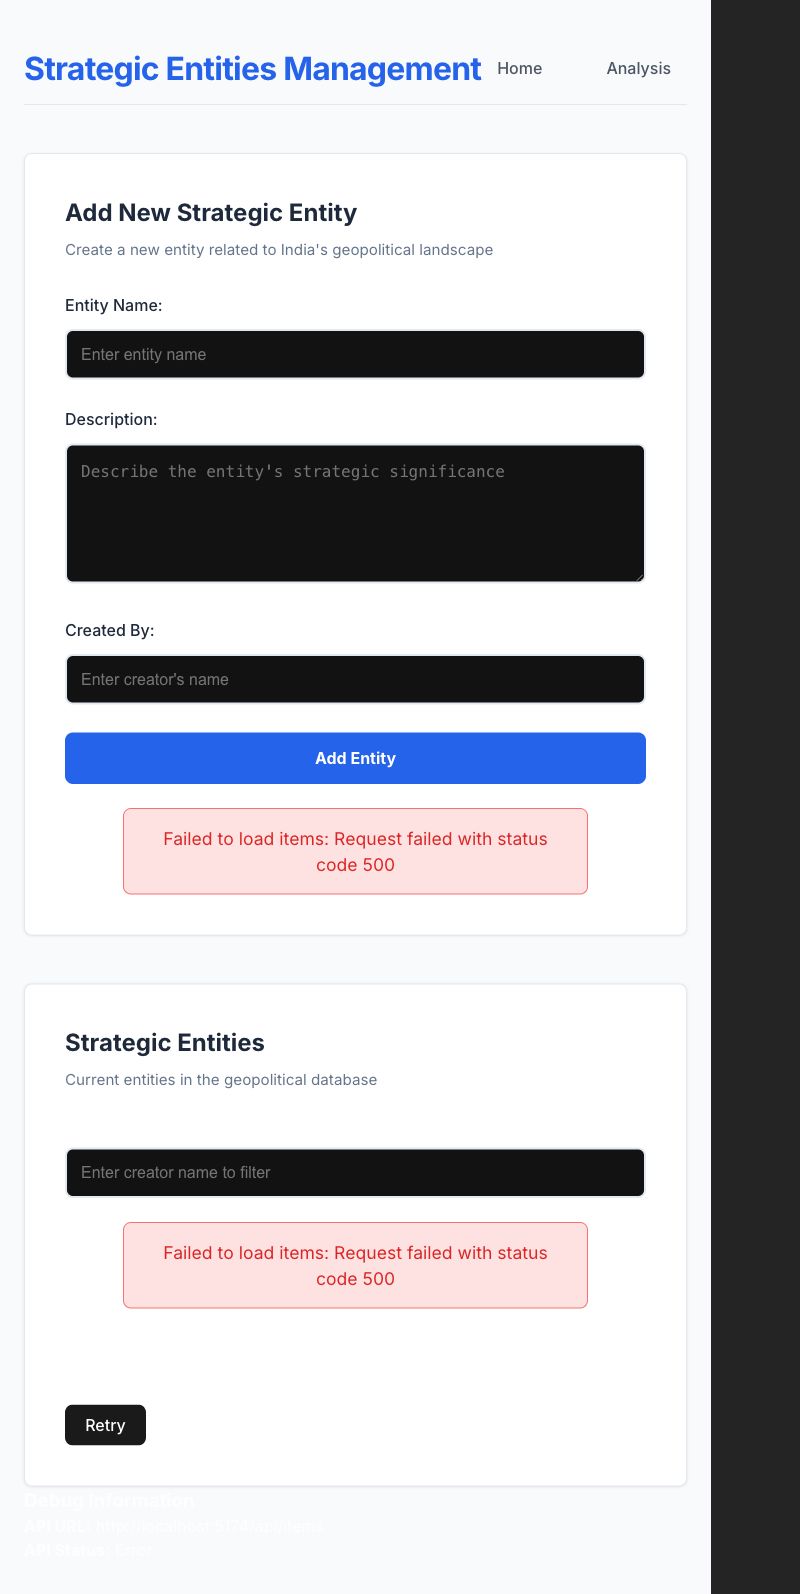 Strategic Entities Management Home Analysis
Add New Strategic Entity
Create a new entity related to India's geopolitical landscape
Entity Name:
Enter entity name
Description:
Describe the entity's strategic significance
Created By:
Enter creator's name
Add Entity
Failed to load items: Request failed with status
code 500
Strategic Entities
Current entities in the geopolitical database
Enter creator name to filter
Failed to load items: Request failed with status
code 500
Retry
Debug Information
API URL: http://localhost:5174/api/items
API Status: Error